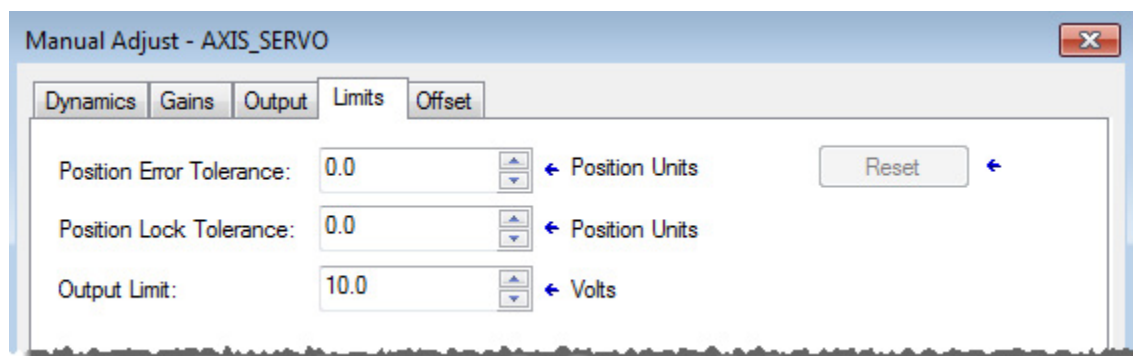 Manual Adjust - AXIS_SERVO
Dynamics Gains Output Limits Offset
Position Error Tolerance: 0.0 Position Units Reset
Position Lock Tolerance: 0.0 Position Units
Output Limit: 10.0 Volts